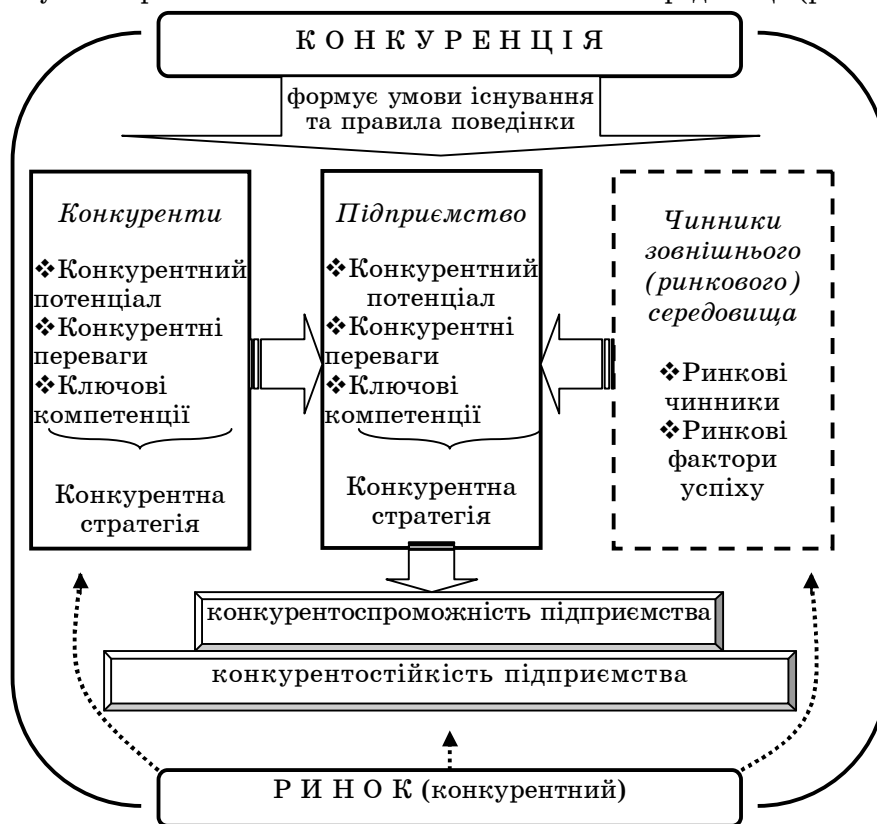 К О Н К У Р Е Н Ц І Я
формує умови існування
та правила поведінки
Конкуренти
❖Конкурентний
потенціал
❖Конкурентні
переваги
❖Ключові
компетенції
Конкурентна
стратегія
Підприємство
❖Конкурентний
потенціал
❖Конкурентні
переваги
❖Ключові
компетенції
Конкурентна
стратегія
Чинники
зовнішнього
(ринкового)
середовища
❖Ринкові
чинники
❖Ринкові
фактори
успіху
конкурентоспроможність підприємства
конкурентостійкість підприємства
Р И Н О К (конкурентний)